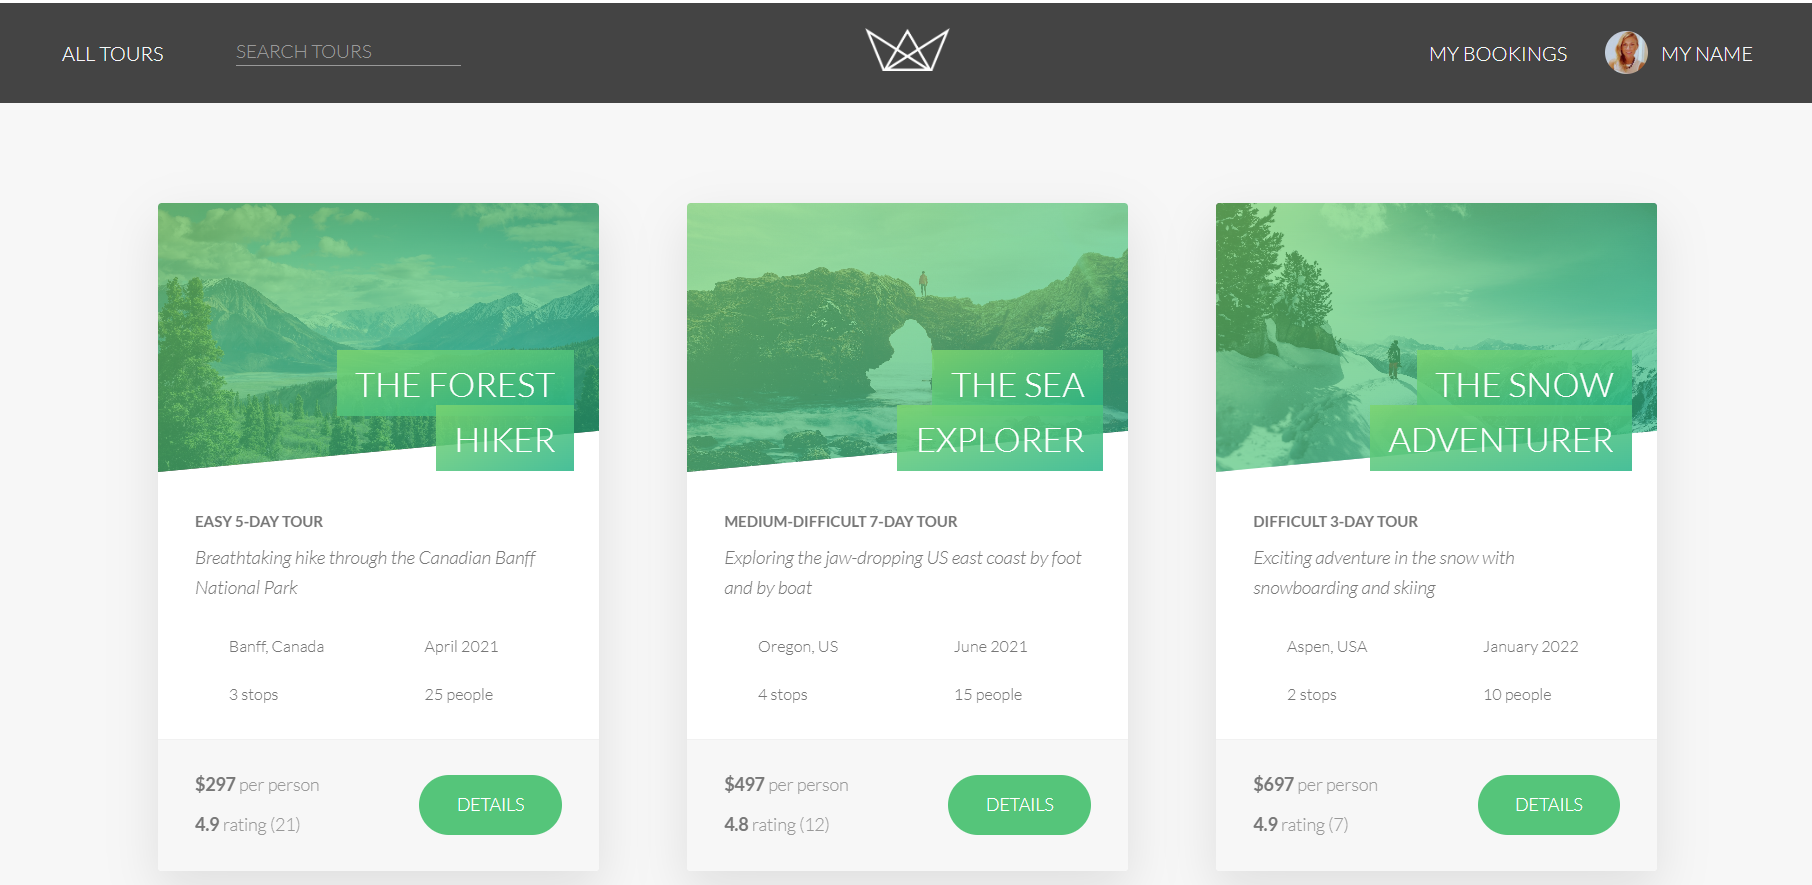 ALL TOURS
SEARCH TOURS
MY BOOKINGS
MY NAME
THE FOREST
HIKER
EASY 5-DAY TOUR
Breathtaking hike through the Canadian Banff
National Park
Banff, Canada
April 2021
3 stops
25 people
$297 per person
4.9 rating (21)
DETAILS
THE SEA
EXPLORER
MEDIUM-DIFFICULT 7-DAY TOUR
Exploring the jaw-dropping US east coast by foot
and by boat
Oregon, US
June 2021
4 stops
15 people
$497 per person
4.8 rating (12)
DETAILS
THE SNOW
ADVENTURER
DIFFICULT 3-DAY TOUR
Exciting adventure in the snow with
snowboarding and skiing
Aspen, USA
January 2022
2 stops
10 people
$697 per person
4.9 rating (7)
DETAILS